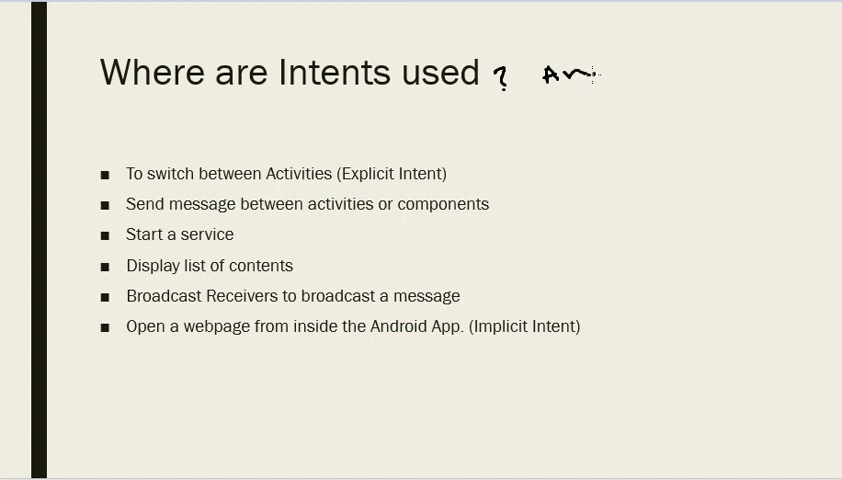 Where are Intents used ?
■ To switch between Activities (Explicit Intent)
■ Send message between activities or components
■ Start a service
■ Display list of contents
■ Broadcast Receivers to broadcast a message
■ Open a webpage from inside the Android App. (Implicit Intent)